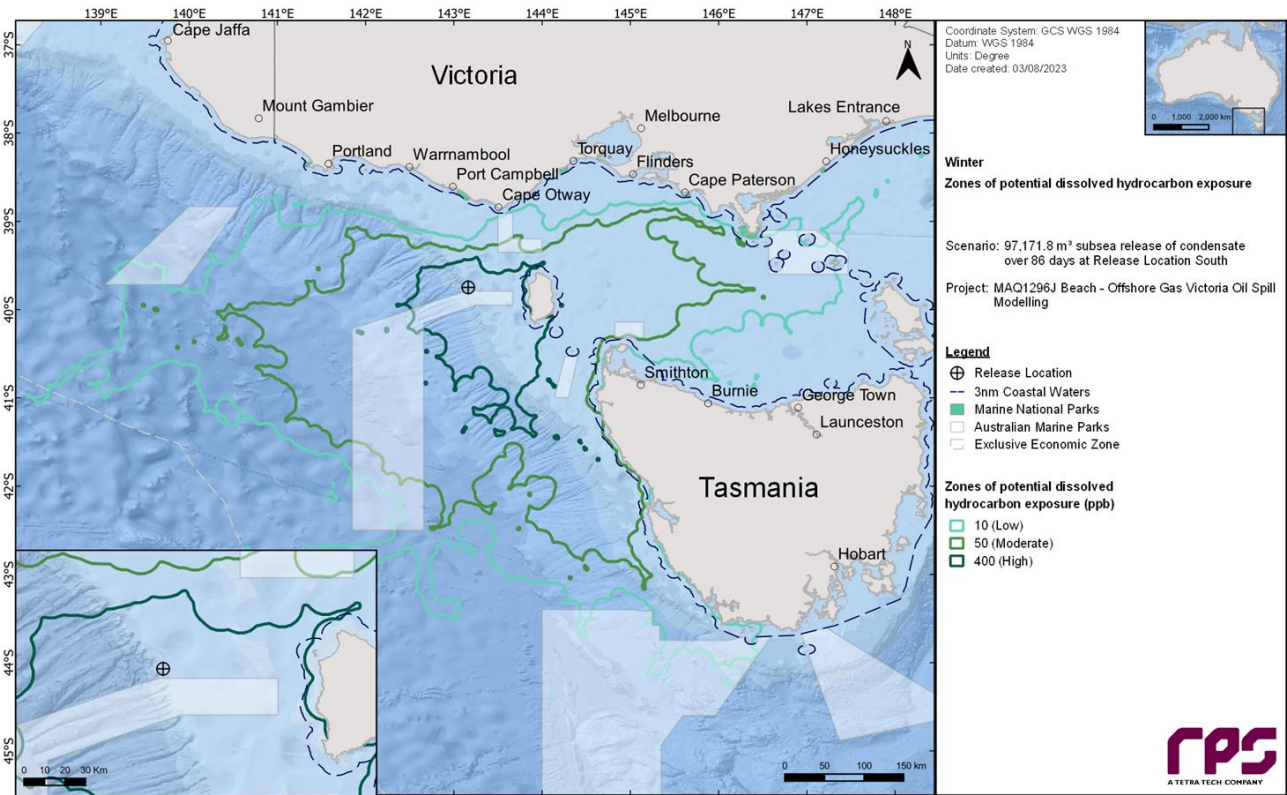 139°E 140°E 141°E 142°E 143°E 144°E 145°E 146°E 147°E 148°E
37°S
38°S
39°S
40°S
41°S
42°S
43°S
44°S
45°S
Cape Jaffa
Victoria
N
Mount Gambier
Melbourne
Lakes Entrance
Portland
Warrnambool
Torquay
Honeysuckles
Port Campbell
Flinders
Cape Otway
Cape Paterson
Smithton
Burnie
George Town
Launceston
Tasmania
Hobart
0 10 20 30 Km
0 50 100 150 km
Coordinate System: GCS WGS 1984
Datum: WGS 1984
Units: Degree
Date created: 03/08/2023
0 1,000 2,000 km
Winter
Zones of potential dissolved hydrocarbon exposure
Scenario: 97,171.8 m³ subsea release of condensate
over 86 days at Release Location South
Project: MAQ1296J Beach - Offshore Gas Victoria Oil Spill
Modelling
Legend
Release Location
3nm Coastal Waters
Marine National Parks
Australian Marine Parks
Exclusive Economic Zone
Zones of potential dissolved
hydrocarbon exposure (ppb)
10 (Low)
50 (Moderate)
400 (High)
rps
A TETRA TECH COMPANY